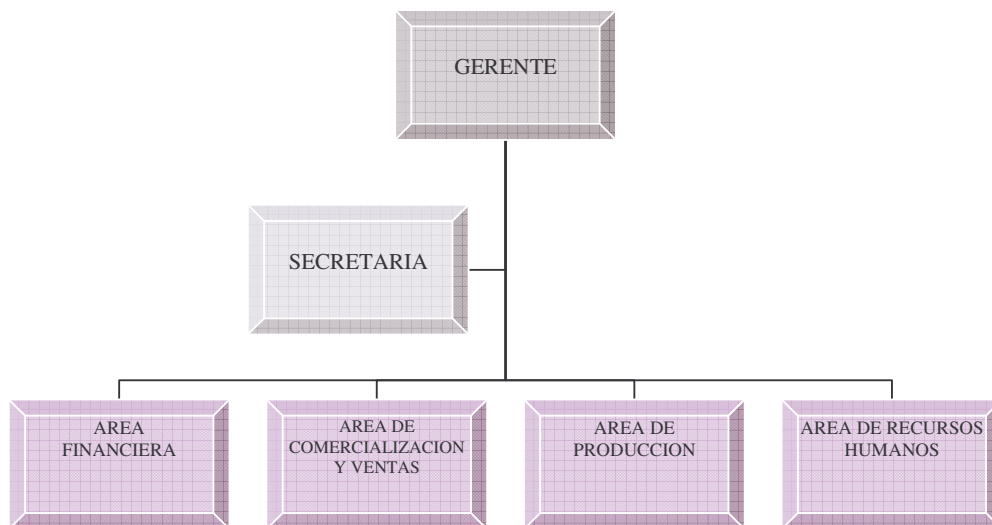 GERENTE
SECRETARIA
AREA
FINANCIERA
AREA DE
COMERCIALIZACION
Y VENTAS
AREA DE
PRODUCCION
AREA DE RECURSOS
HUMANOS